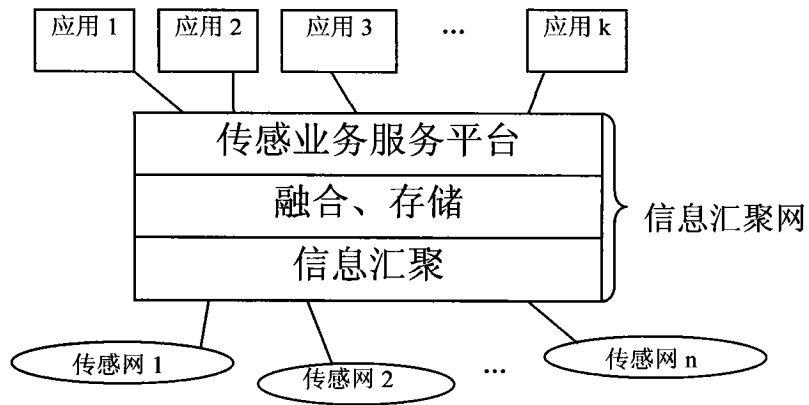 应用 1
应用 2
应用 3
...
应用 k
传感业务服务平台
融合、存储
信息汇聚
信息汇聚网
传感网 1
传感网 2
...
传感网 n